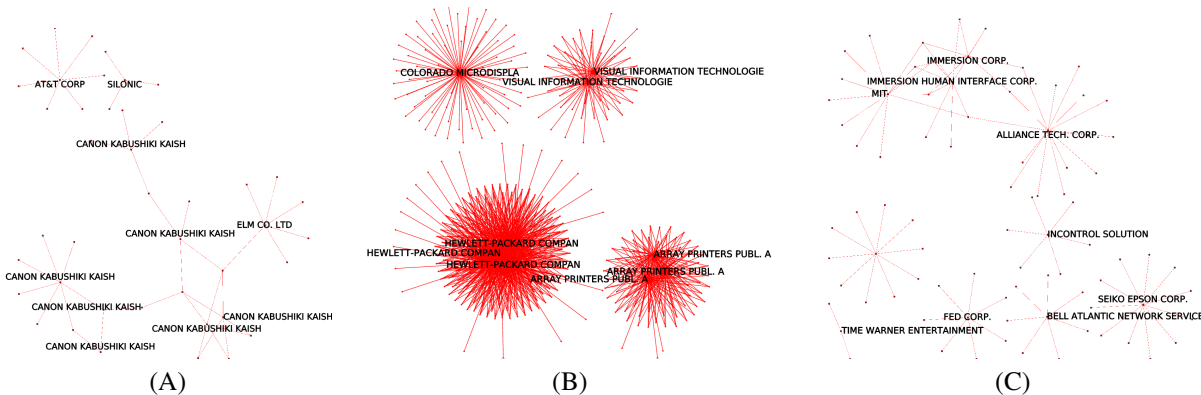 AT&T CORP
SILONIC
CANON KABUSHIKI KAISH
ELM CO. LTD
CANON KABUSHIKI KAISH
CANON KABUSHIKI KAISH
CANON KABUSHIKI KAISH
CANON KABUSHIKI KAISH
CANON KABUSHIKI KAISH
CANON KABUSHIKI KAISH
(A)
COLORADO MICRODISPLA
VISUAL INFORMATION TECHNOLOGIE
VISUAL INFORMATION TECHNOLOGIE
HEWLETT-PACKARD COMPAN
HEWLETT-PACKARD COMPAN
HEWLETT-PACKARD COMPAN
ARRAY PRINTERS PUBL. A
ARRAY PRINTERS PUBL. A
ARRAY PRINTERS PUBL. A
(B)
IMMERSION CORP.
IMMERSION HUMAN INTERFACE CORP.
MIT
ALLIANCE TECH. CORP.
INCONTROL SOLUTION
SEIKO EPSON CORP.
FED CORP.
BELL ATLANTIC NETWORK SERVICE
TIME WARNER ENTERTAINMENT
(C)